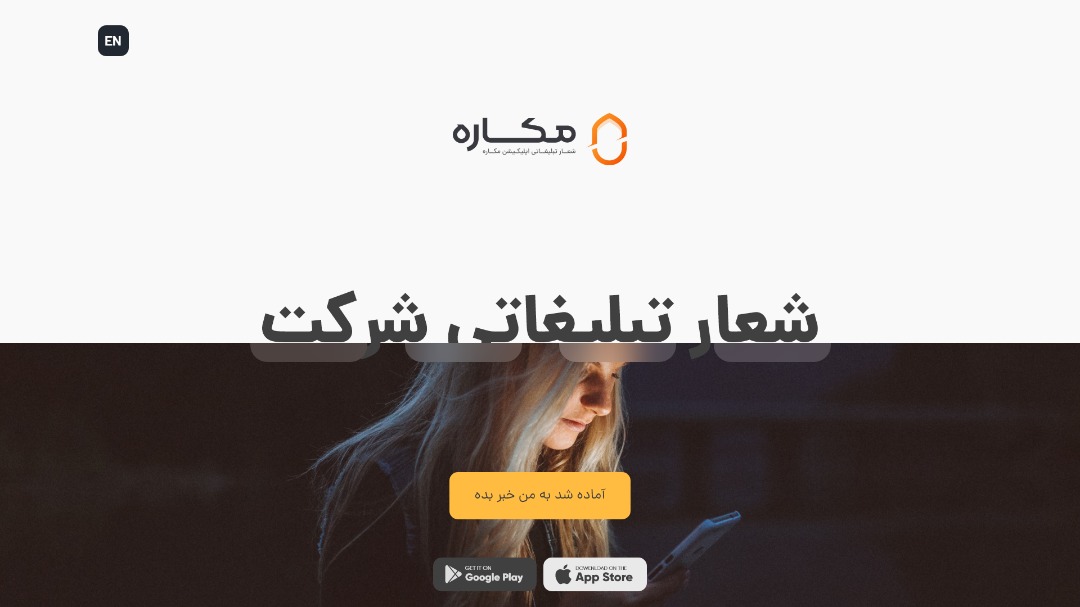 EN
مکاره
شعار تبلیغاتی اپلیکیشن مکاره
شعار تبلیغاتی شرکت
آماده شد به من خبر بده
GET IT ON
Google Play
DOWNLOAD ON THE
App Store